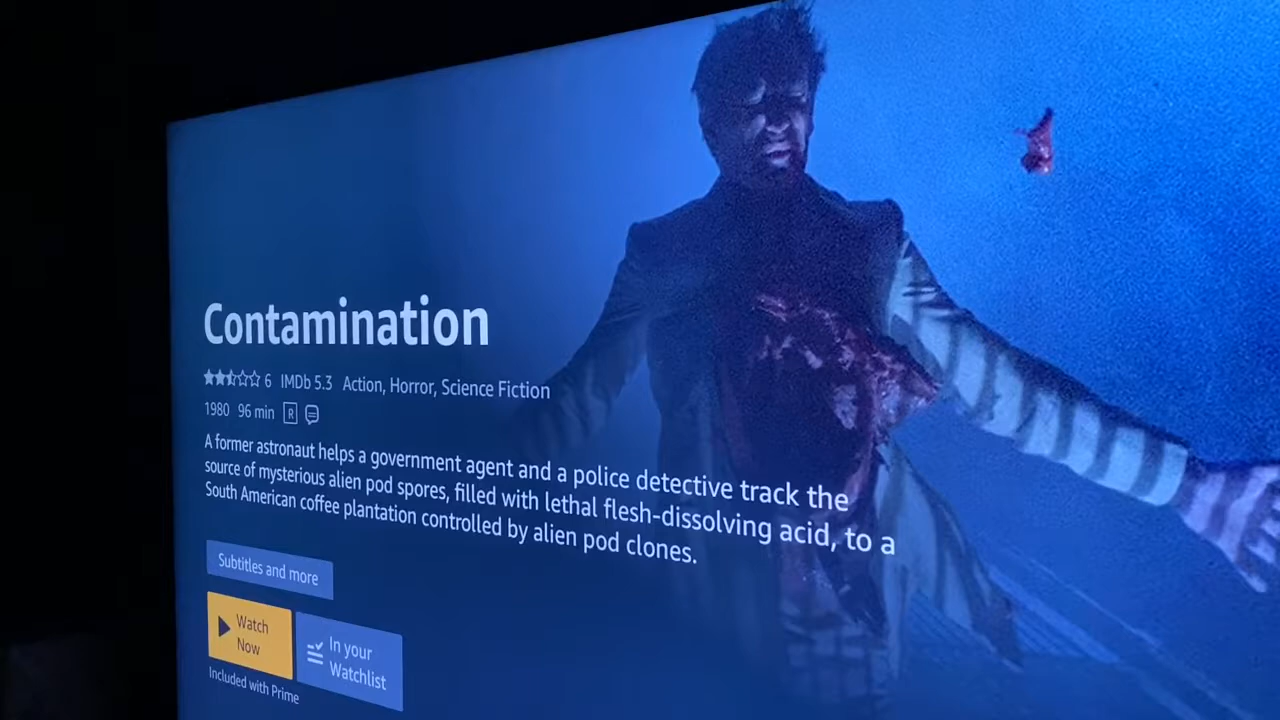 Contamination
6 IMDb 5.3 Action, Horror, Science Fiction
1980 96 min R
A former astronaut helps a government agent and a police detective track the
source of mysterious alien pod spores, filled with lethal flesh-dissolving acid, to a
South American coffee plantation controlled by alien pod clones.
Subtitles and more
Watch
Now
In your
Watchlist
Included with Prime